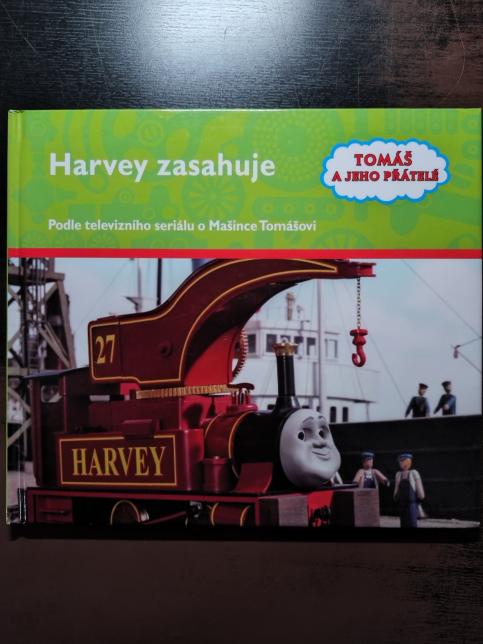 Harvey zasahuje
TOMÁŠ
A JEHO PŘÁTELÉ
Podle televizního seriálu o Mašince Tomášovi
27
HARVEY